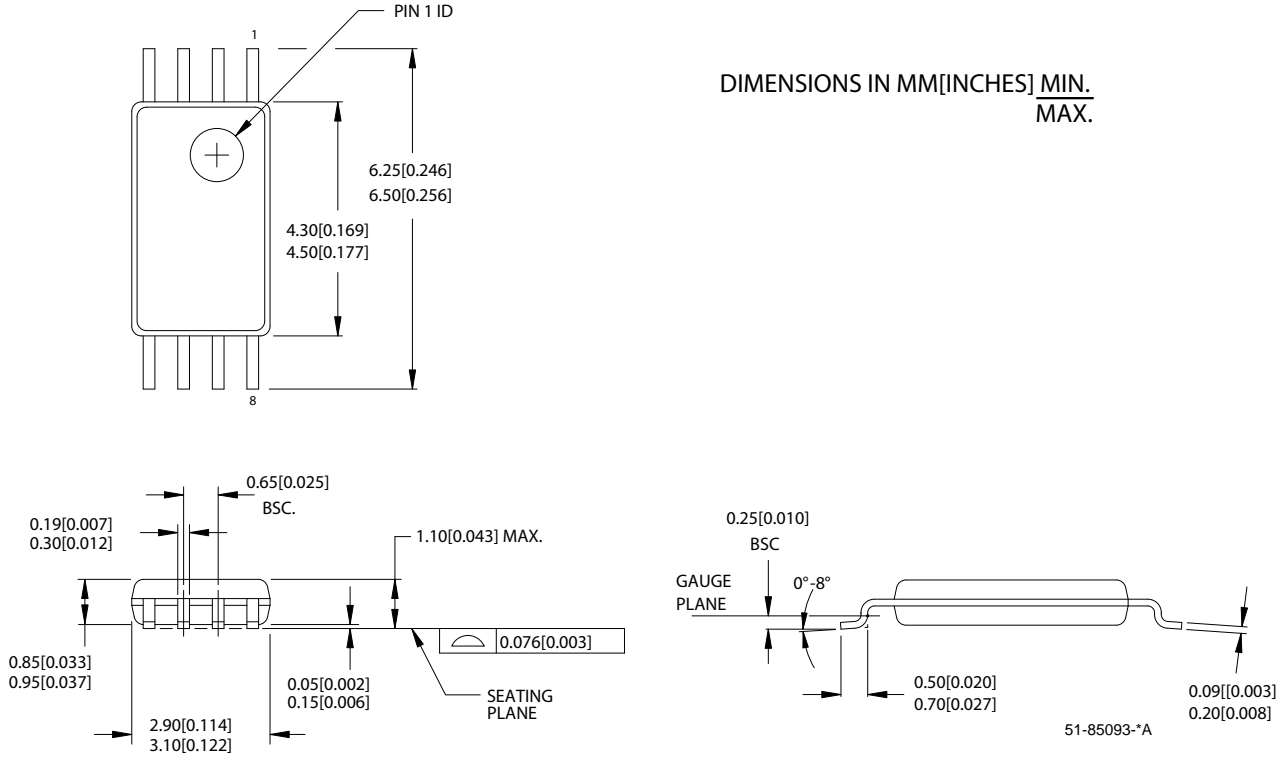 PIN 1 ID
1
DIMENSIONS IN MM[INCHES] MIN.
MAX.
6.25[0.246]
6.50[0.256]
4.30[0.169]
4.50[0.177]
8
0.65[0.025]
BSC.
0.19[0.007]
0.30[0.012]
1.10[0.043] MAX.
0.25[0.010]
BSC
GAUGE
PLANE
0°-8°
0.076[0.003]
0.85[0.033]
0.95[0.037]
0.05[0.002]
0.15[0.006]
SEATING
PLANE
2.90[0.114]
3.10[0.122]
0.50[0.020]
0.70[0.027]
0.09[[0.003]
0.20[0.008]
51-85093-*A